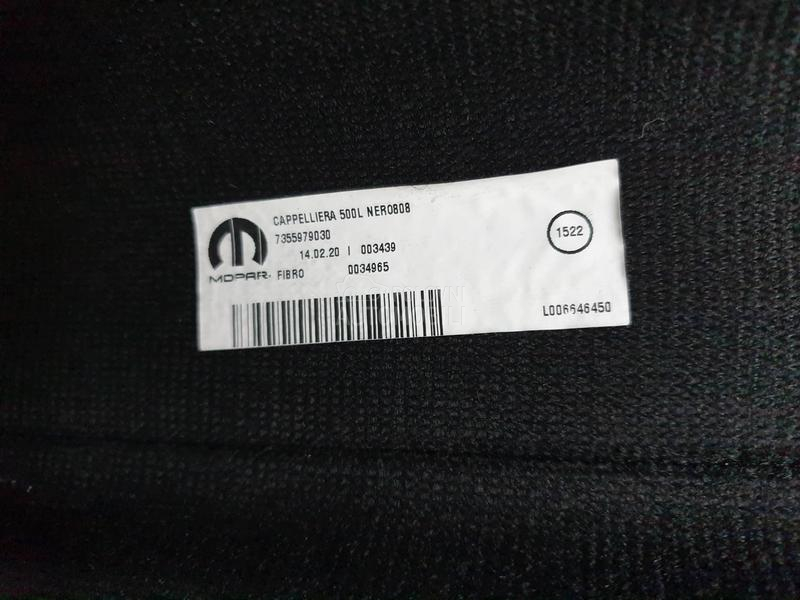 CAPPELLIERA 500L NERO808
7355979030
14.02.20 | 003439
MOPAR. FIBRO 0034965
1522
L006646450